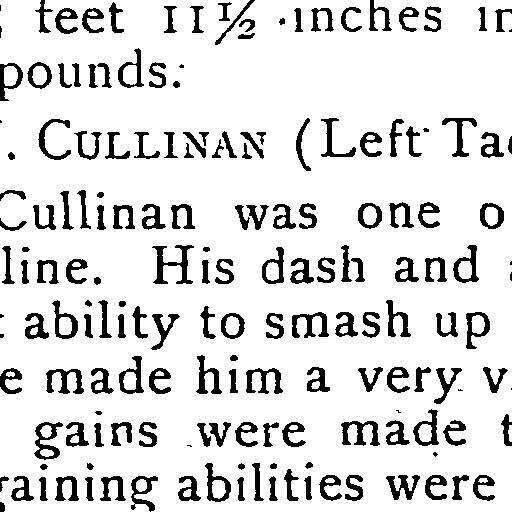 feet 11½ inches in
pounds.
. CULLINAN (Left Tac
Cullinan was one o
line. His dash and a
t ability to smash up
e made him a very v
gains were made t
gaining abilities were